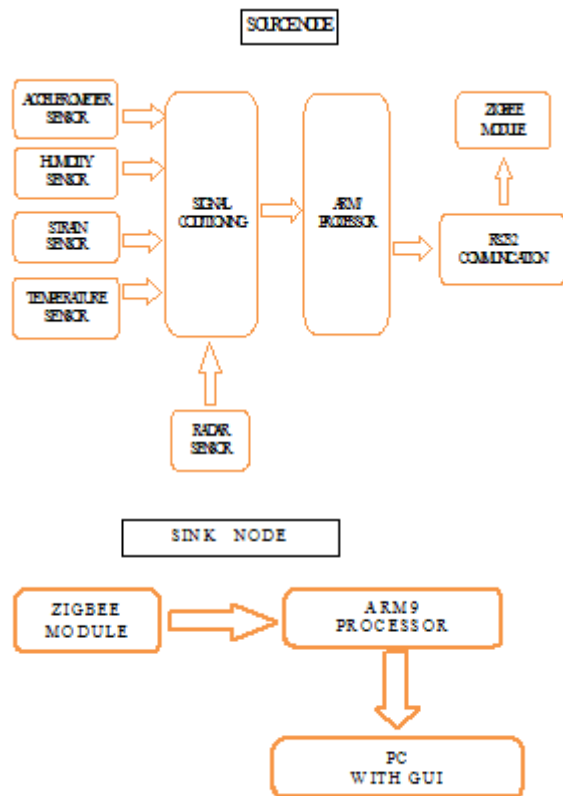 SOURCE NODE
ACCELEROMETER
SENSOR
HUMIDITY
SENSOR
STRAIN
SENSOR
TEMPERATURE
SENSOR
SIGNAL
CODITIONING
ARM
PROCESSOR
ZIGBEE
MODULE
RS232
COMMUNICATION
RADAR
SENSOR
SINK NODE
ZIGBEE
MODULE
ARM9
PROCESSOR
PC
WITH GUI